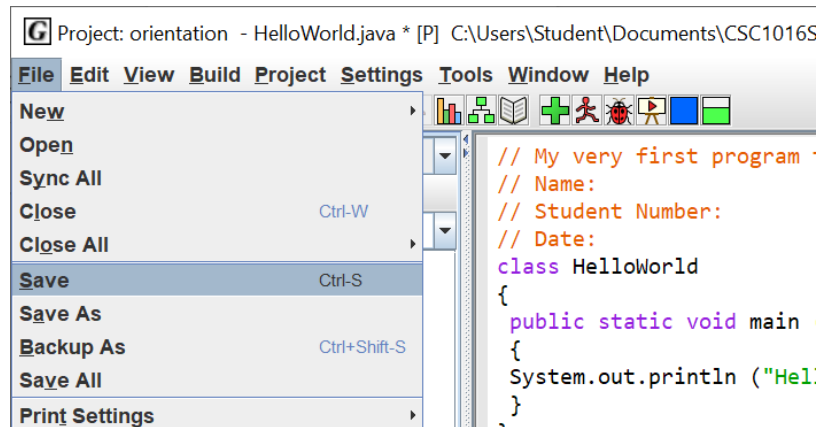 G Project: orientation - HelloWorld.java * [P] C:\Users\Student\Documents\CSC1016S
File Edit View Build Project Settings Tools Window Help
New
Open
Sync All
Close Ctrl-W
Close All
Save Ctrl-S
Save As
Backup As Ctrl+Shift-S
Save All
Print Settings
// My very first program
// Name:
// Student Number:
// Date:
class HelloWorld
{
public static void main
{
System.out.println ("Hell
}
}